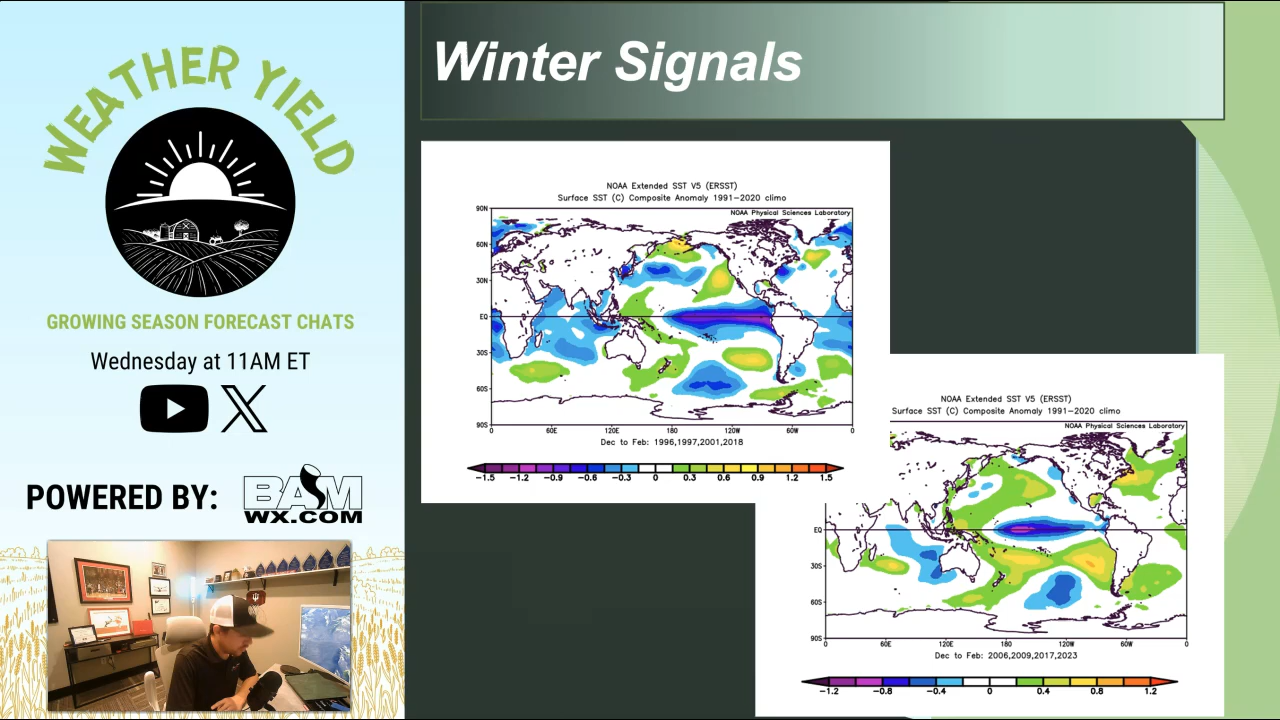 WEATHER YIELD
GROWING SEASON FORECAST CHATS
Wednesday at 11AM ET
POWERED BY:
BAM
WX.COM
Winter Signals
NOAA Extended SST V5 (ERSST)
Surface SST (C) Composite Anomaly 1991-2020 climo
NOAA Physical Sciences Laboratory
90N
60N
30N
EQ
30S
60S
90S
0 60E 120E 180 120W 60W 0
Dec to Feb: 1996,1997,2001,2018
-1.5 -1.2 -0.9 -0.6 -0.3 0 0.3 0.6 0.9 1.2 1.5
NOAA Extended SST V5 (ERSST)
Surface SST (C) Composite Anomaly 1991-2020 climo
NOAA Physical Sciences Laboratory
EQ
30S
60S
90S
0 60E 120E 180 120W 60W 0
Dec to Feb: 2006,2009,2017,2023
-1.2 -0.8 -0.4 0 0.4 0.8 1.2